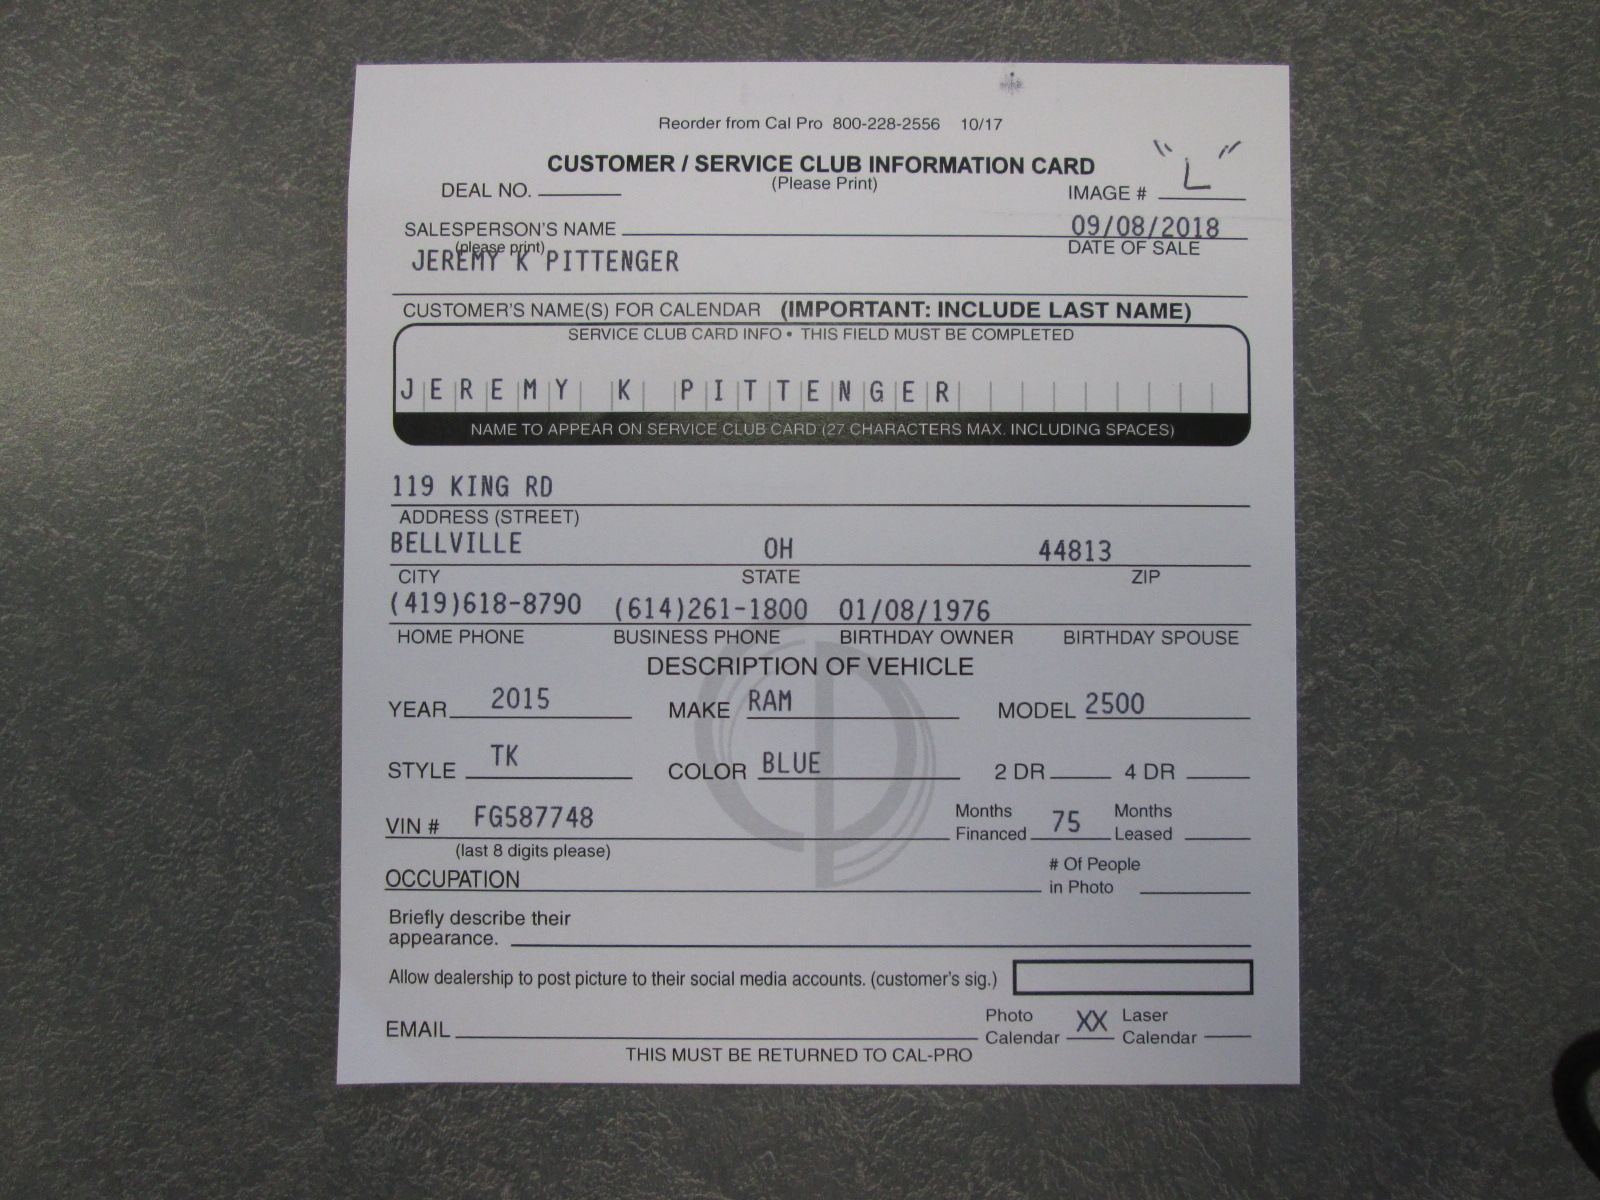 Reorder from Cal Pro 800-228-2556 10/17
CUSTOMER / SERVICE CLUB INFORMATION CARD
(Please Print)
DEAL NO. IMAGE # "L"
SALESPERSON'S NAME 09/08/2018
(please print) DATE OF SALE
JEREMY K PITTENGER
CUSTOMER'S NAME(S) FOR CALENDAR (IMPORTANT: INCLUDE LAST NAME)
SERVICE CLUB CARD INFO • THIS FIELD MUST BE COMPLETED
JEREMY K PITTENGER
NAME TO APPEAR ON SERVICE CLUB CARD (27 CHARACTERS MAX. INCLUDING SPACES)
119 KING RD
ADDRESS (STREET)
BELLVILLE OH 44813
CITY STATE ZIP
(419)618-8790 (614)261-1800 01/08/1976
HOME PHONE BUSINESS PHONE BIRTHDAY OWNER BIRTHDAY SPOUSE
DESCRIPTION OF VEHICLE
YEAR 2015 MAKE RAM MODEL 2500
STYLE TK COLOR BLUE 2 DR 4 DR
VIN # FG587748 Months Financed 75 Months Leased
(last 8 digits please)
OCCUPATION # Of People in Photo
Briefly describe their
appearance.
Allow dealership to post picture to their social media accounts. (customer's sig.)
EMAIL Photo Calendar XX Laser Calendar
THIS MUST BE RETURNED TO CAL-PRO